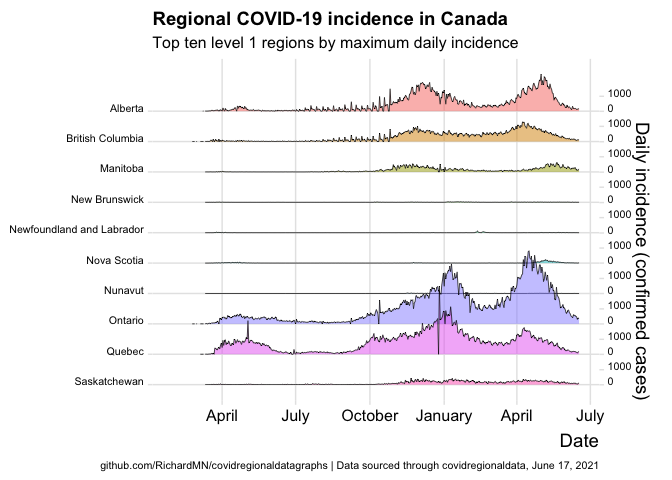 Regional COVID-19 incidence in Canada
Top ten level 1 regions by maximum daily incidence
Alberta
1000
0
British Columbia
1000
0
Manitoba
1000
0
New Brunswick
1000
0
Newfoundland and Labrador
1000
0
Nova Scotia
1000
0
Nunavut
1000
0
Ontario
1000
0
Quebec
1000
0
Saskatchewan
1000
0
Daily incidence (confirmed cases)
April July October January April July
Date
github.com/RichardMN/covidregionaldatagraphs | Data sourced through covidregionaldata, June 17, 2021